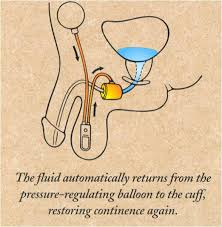 The fluid automatically returns from the
pressure-regulating balloon to the cuff,
restoring continence again.